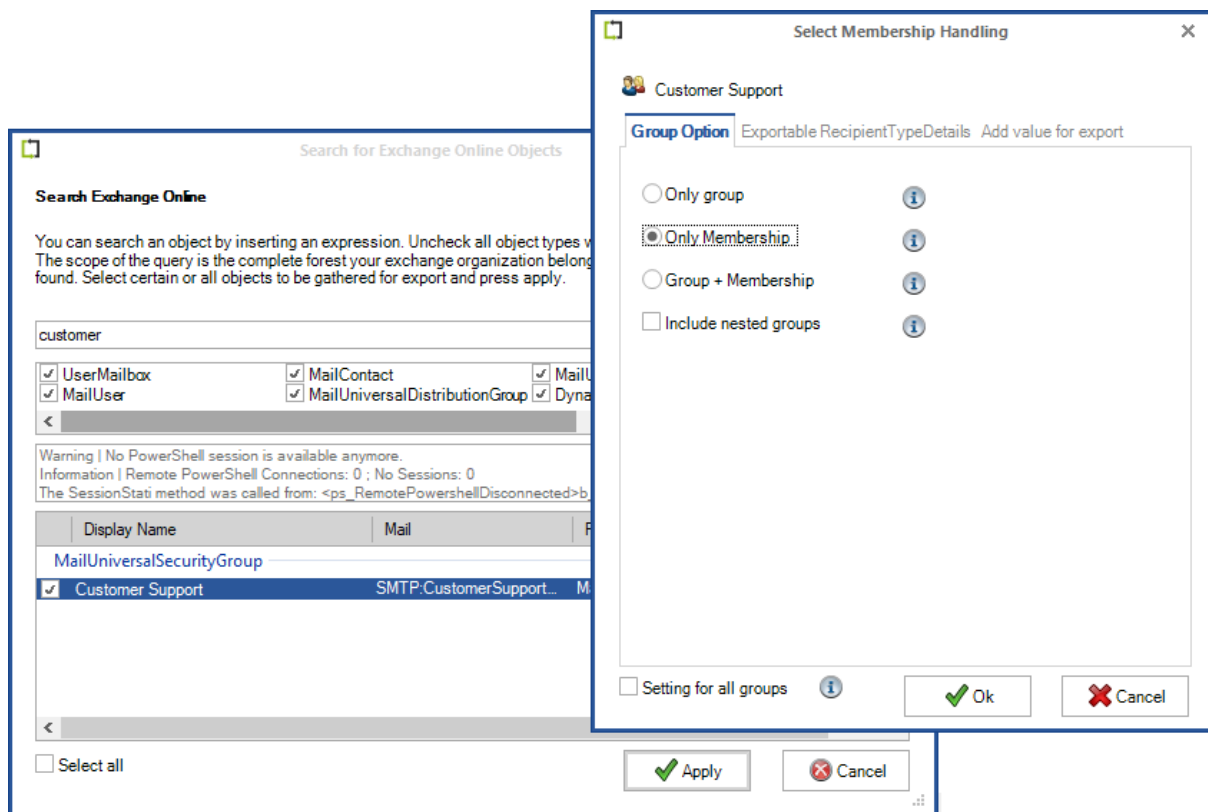 Select Membership Handling
Customer Support
Group Option Exportable RecipientTypeDetails Add value for export
Only group
Only Membership
Group + Membership
Include nested groups
Setting for all groups
Ok Cancel
Search for Exchange Online Objects
Search Exchange Online
You can search an object by inserting an expression. Uncheck all object types
The scope of the query is the complete forest your exchange organization
found. Select certain or all objects to be gathered for export and press apply.
customer
UserMailbox MailContact
MailUser MailUniversalDistributionGroup
Warning | No PowerShell session is available anymore.
Information | Remote PowerShell Connections: 0 ; No Sessions: 0
The SessionStati method was called from: <ps_RemotePowershellDisconnected>b_
Display Name Mail
MailUniversalSecurityGroup
Customer Support SMTP:CustomerSupport...
Select all
Apply Cancel